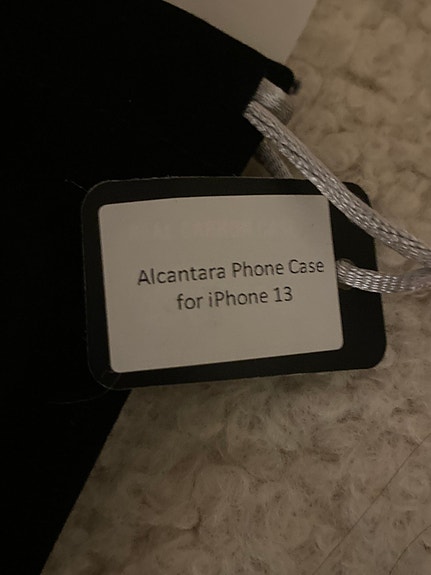 Alcantara Phone Case
for iPhone 13